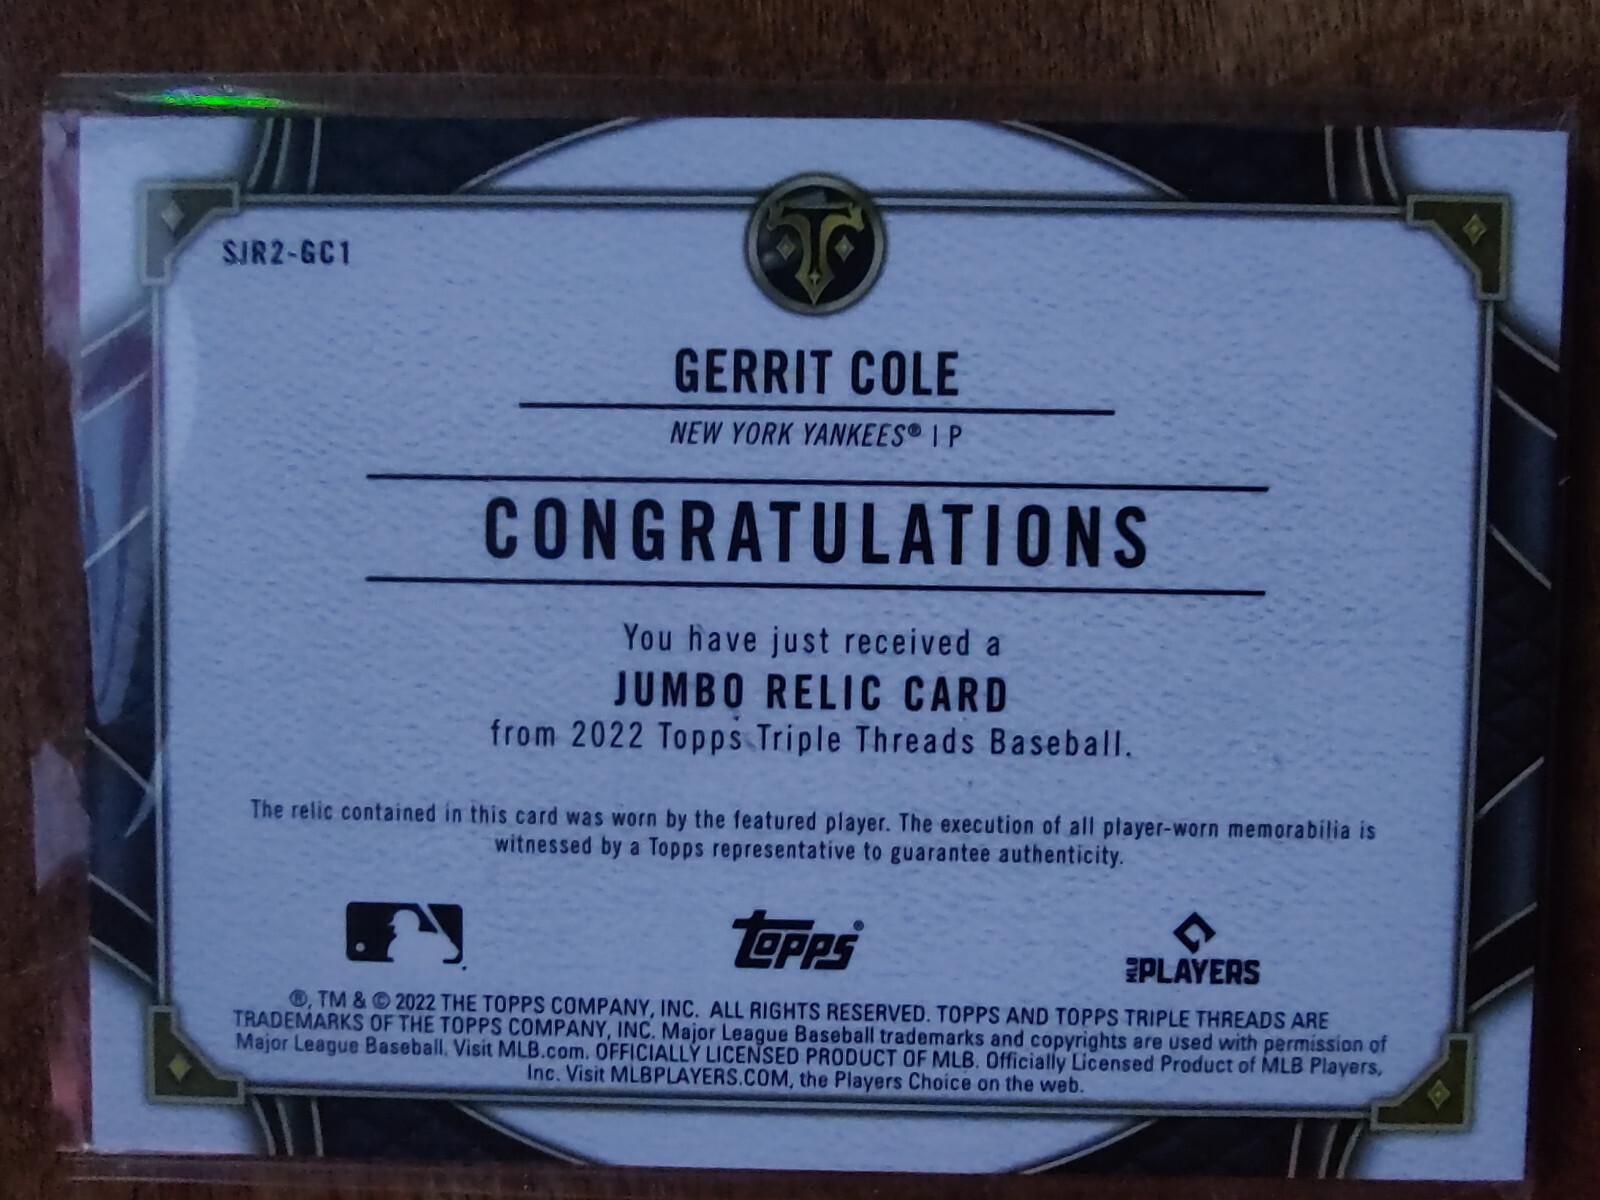 SJR2-GC1
GERRIT COLE
NEW YORK YANKEES® | P
CONGRATULATIONS
You have just received a
JUMBO RELIC CARD
from 2022 Topps Triple Threads Baseball.
The relic contained in this card was worn by the featured player. The execution of all player-worn memorabilia is
witnessed by a Topps representative to guarantee authenticity.
topps®
MLB PLAYERS
®, TM & © 2022 THE TOPPS COMPANY, INC. ALL RIGHTS RESERVED. TOPPS AND TOPPS TRIPLE THREADS ARE
TRADEMARKS OF THE TOPPS COMPANY, INC. Major League Baseball trademarks and copyrights are used with permission of
Major League Baseball. Visit MLB.com. OFFICIALLY LICENSED PRODUCT OF MLB. Officially Licensed Product of MLB Players,
Inc. Visit MLBPLAYERS.COM, the Players Choice on the web.